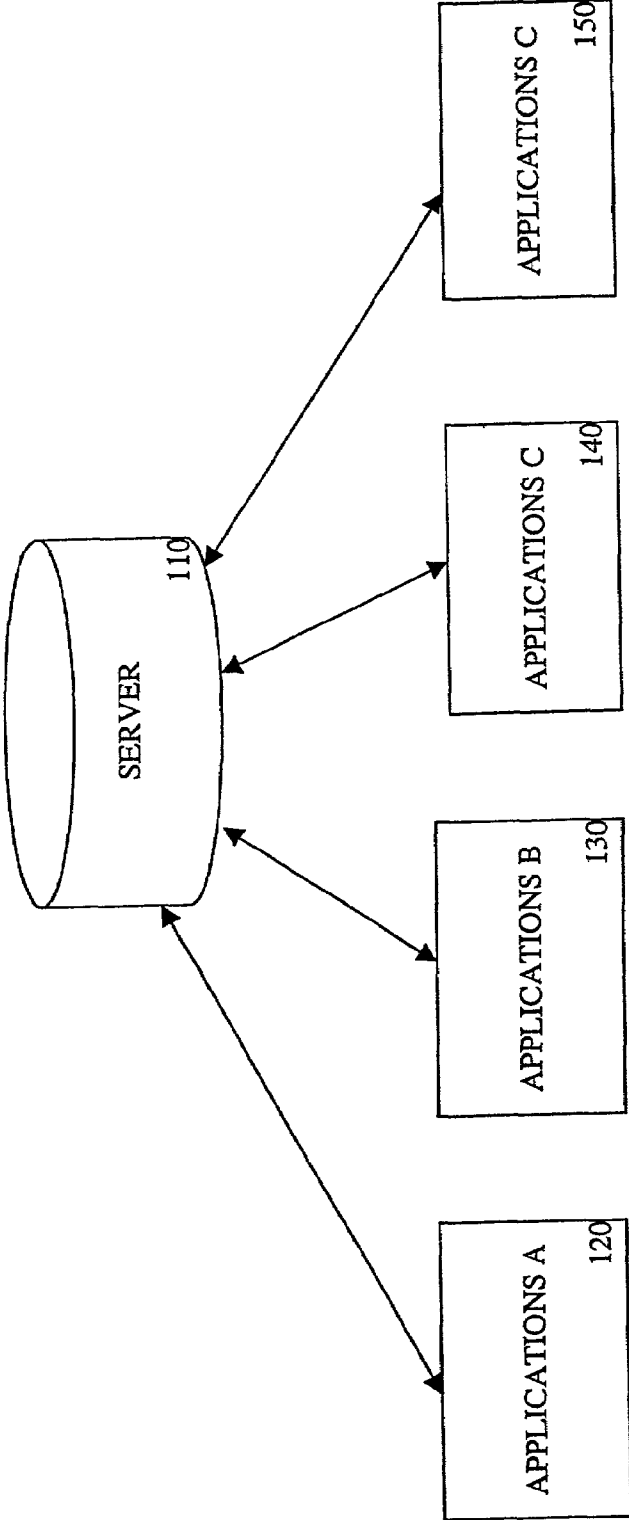 SERVER
110
APPLICATIONS A
120
APPLICATIONS B
130
APPLICATIONS C
140
APPLICATIONS C
150